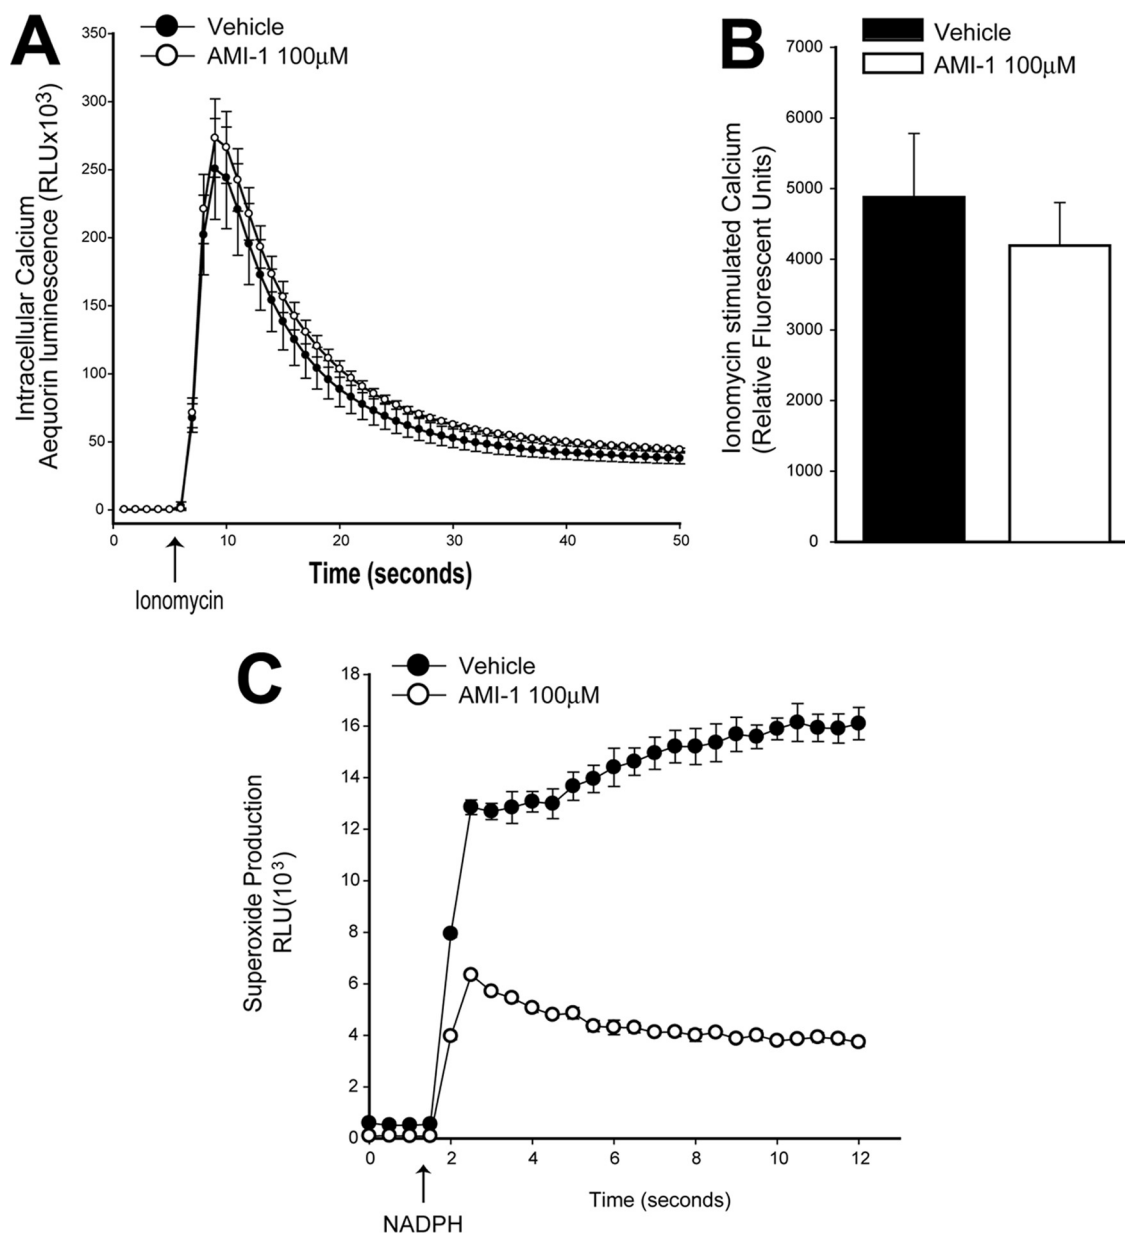 A
Vehicle
AMI-1 100μM
Intracellular Calcium
Aequorin luminescence (RLUx10³)
350
300
250
200
150
100
50
0
0 10 20 30 40 50
Time (seconds)
Ionomycin
B
Vehicle
AMI-1 100μM
Ionomycin stimulated Calcium
(Relative Fluorescent Units)
7000
6000
5000
4000
3000
2000
1000
0
C
Vehicle
AMI-1 100μM
Superoxide Production
RLU(10³)
18
16
14
12
10
8
6
4
2
0
0 2 4 6 8 10 12
Time (seconds)
NADPH